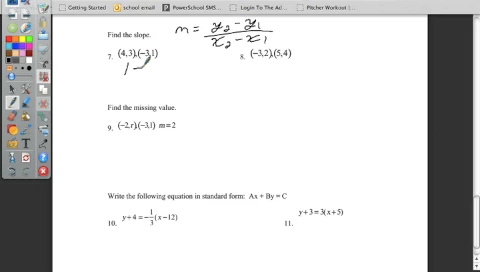 Getting Started school email PowerSchool SMS... Login To The Ad... Pitcher Workout |...
Find the slope.
m = y₂ - y₁ / x₂ - x₁
7. (4,3),(-3,1) 8. (-3,2),(5,4)
1 -
Find the missing value.
9. (-2,r),(-3,1) m=2
Write the following equation in standard form: Ax + By = C
10. y+4=-1/3(x-12) 11. y+3=3(x+5)